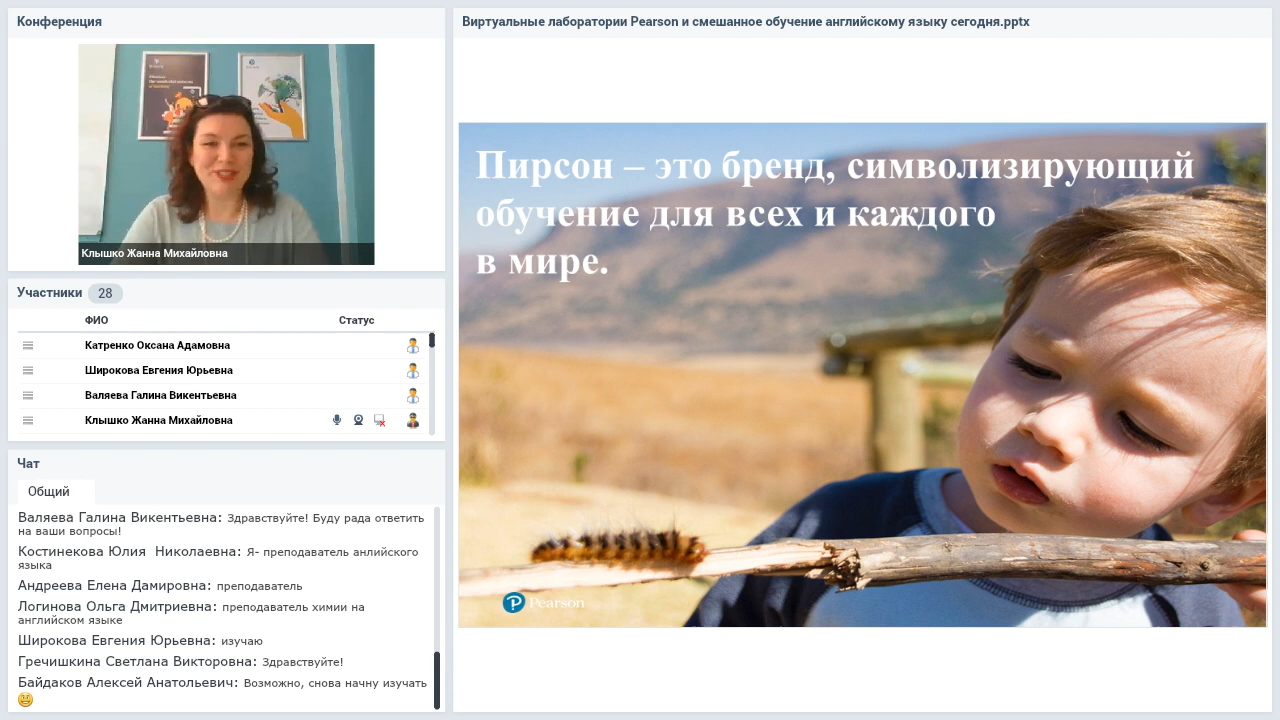 Конференция
Клышко Жанна Михайловна
Участники 28
ФИО Статус
Катренко Оксана Адамовна
Широкова Евгения Юрьевна
Валяева Галина Викентьевна
Клышко Жанна Михайловна
Чат
Общий
Валяева Галина Викентьевна: Здравствуйте! Буду рада ответить
на ваши вопросы!
Костинекова Юлия Николаевна: Я- преподаватель анлийского
языка
Андреева Елена Дамировна: преподаватель
Логинова Ольга Дмитриевна: преподаватель химии на
английском языке
Широкова Евгения Юрьевна: изучаю
Гречишкина Светлана Викторовна: Здравствуйте!
Байдаков Алексей Анатольевич: Возможно, снова начну изучать
Виртуальные лаборатории Pearson и смешанное обучение английскому языку сегодня.pptx
Пирсон – это бренд, символизирующий
обучение для всех и каждого
в мире.
Pearson